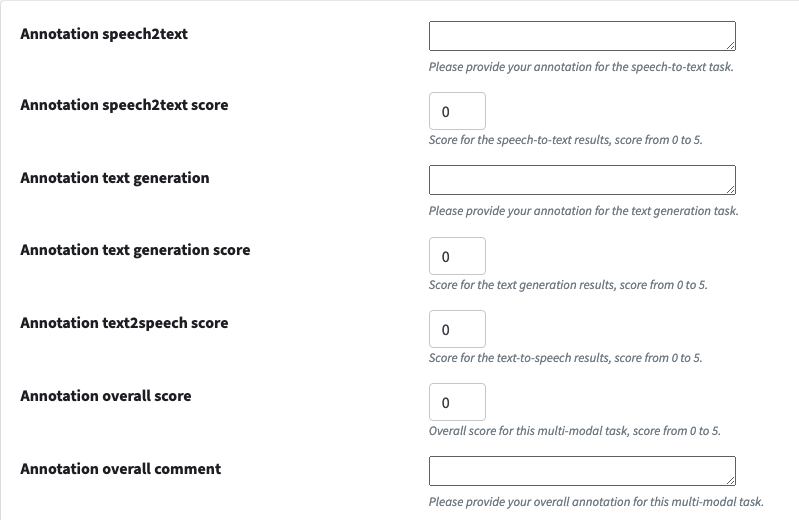 Annotation speech2text
Please provide your annotation for the speech-to-text task.
Annotation speech2text score
0
Score for the speech-to-text results, score from 0 to 5.
Annotation text generation
Please provide your annotation for the text generation task.
Annotation text generation score
0
Score for the text generation results, score from 0 to 5.
Annotation text2speech score
0
Score for the text-to-speech results, score from 0 to 5.
Annotation overall score
0
Overall score for this multi-modal task, score from 0 to 5.
Annotation overall comment
Please provide your overall annotation for this multi-modal task.